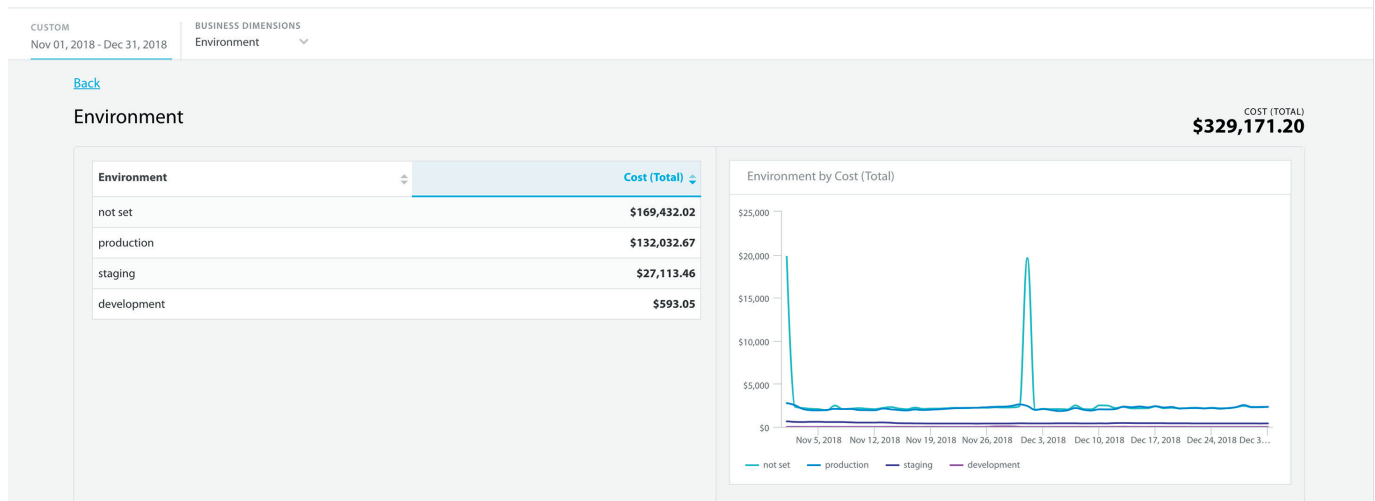 CUSTOM
Nov 01, 2018 - Dec 31, 2018
BUSINESS DIMENSIONS
Environment
Back
Environment
COST (TOTAL)
$329,171.20
Environment Cost (Total)
not set $169,432.02
production $132,032.67
staging $27,113.46
development $593.05
Environment by Cost (Total)
$25,000
$20,000
$15,000
$10,000
$5,000
$0
Nov 5, 2018 Nov 12, 2018 Nov 19, 2018 Nov 26, 2018 Dec 3, 2018 Dec 10, 2018 Dec 17, 2018 Dec 24, 2018 Dec 3...
not set production staging development